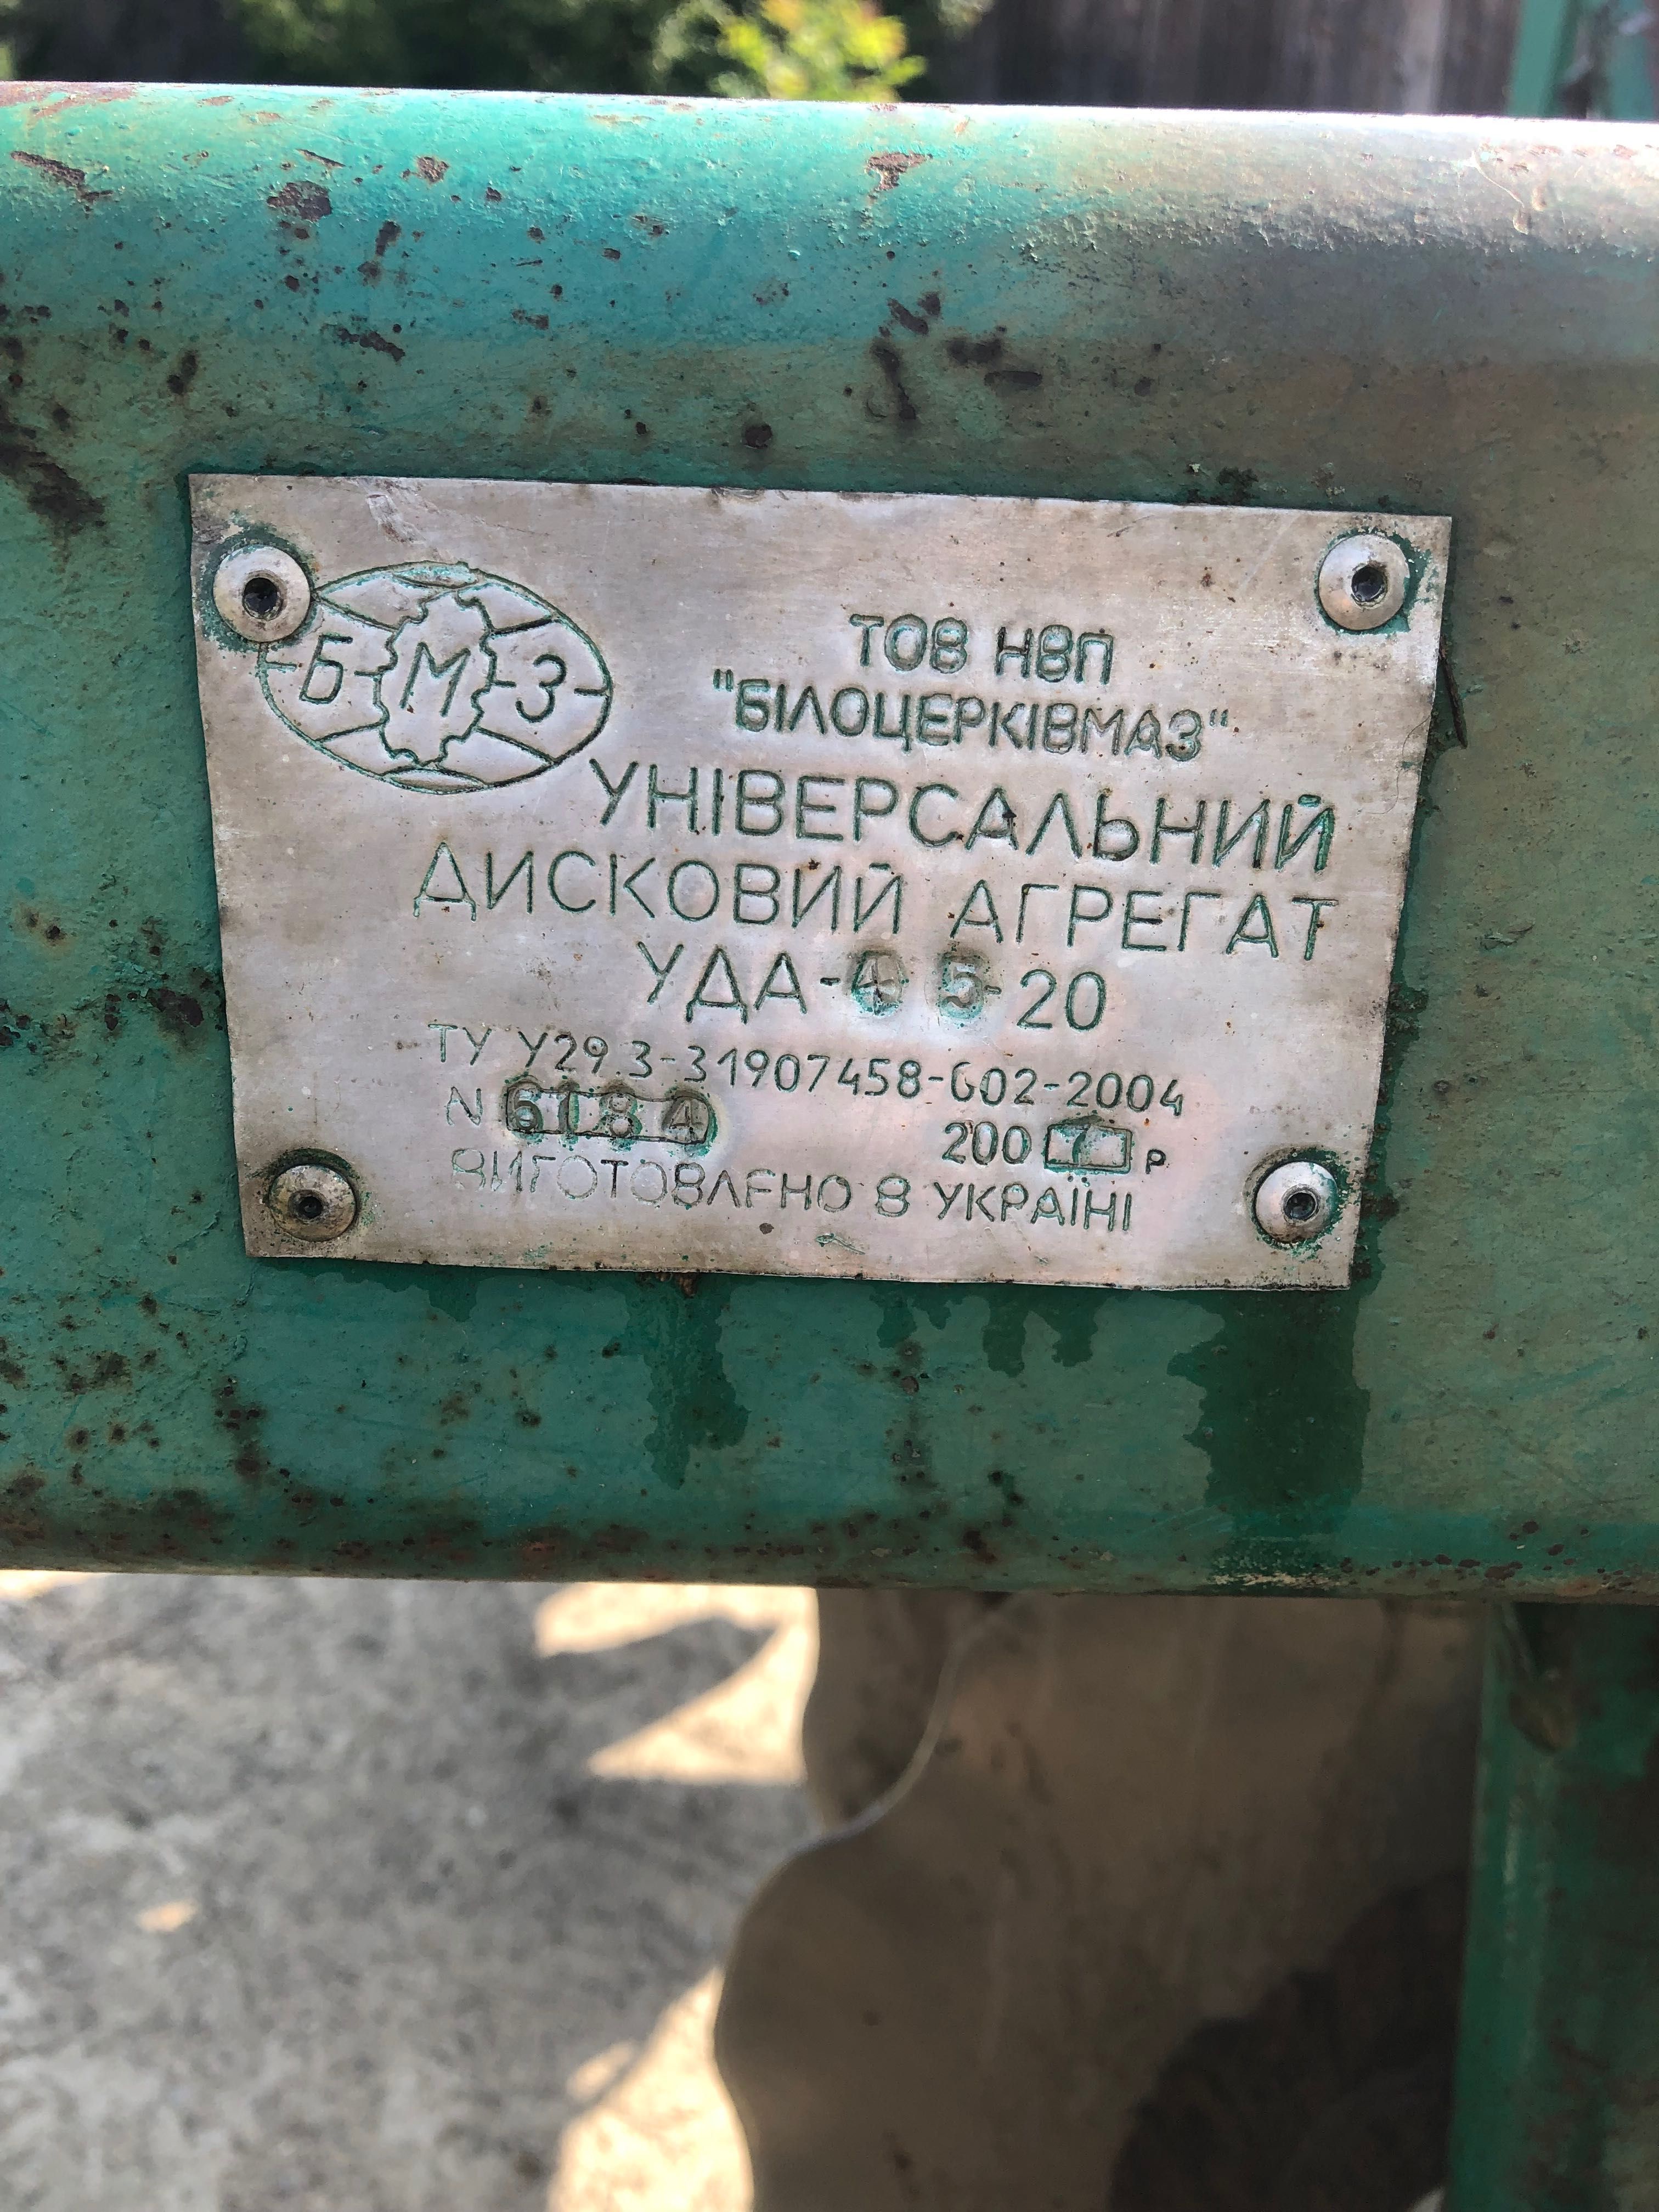 Б М З
ТОВ НВП
"БІЛОЦЕРКІВМАЗ"
УНІВЕРСАЛЬНИЙ
ДИСКОВИЙ АГРЕГАТ
УДА-4 5-20
ТУ У29.3-31907458-002-2004
N 6184
2007 р
ВИГОТОВЛЕНО В УКРАЇНІ